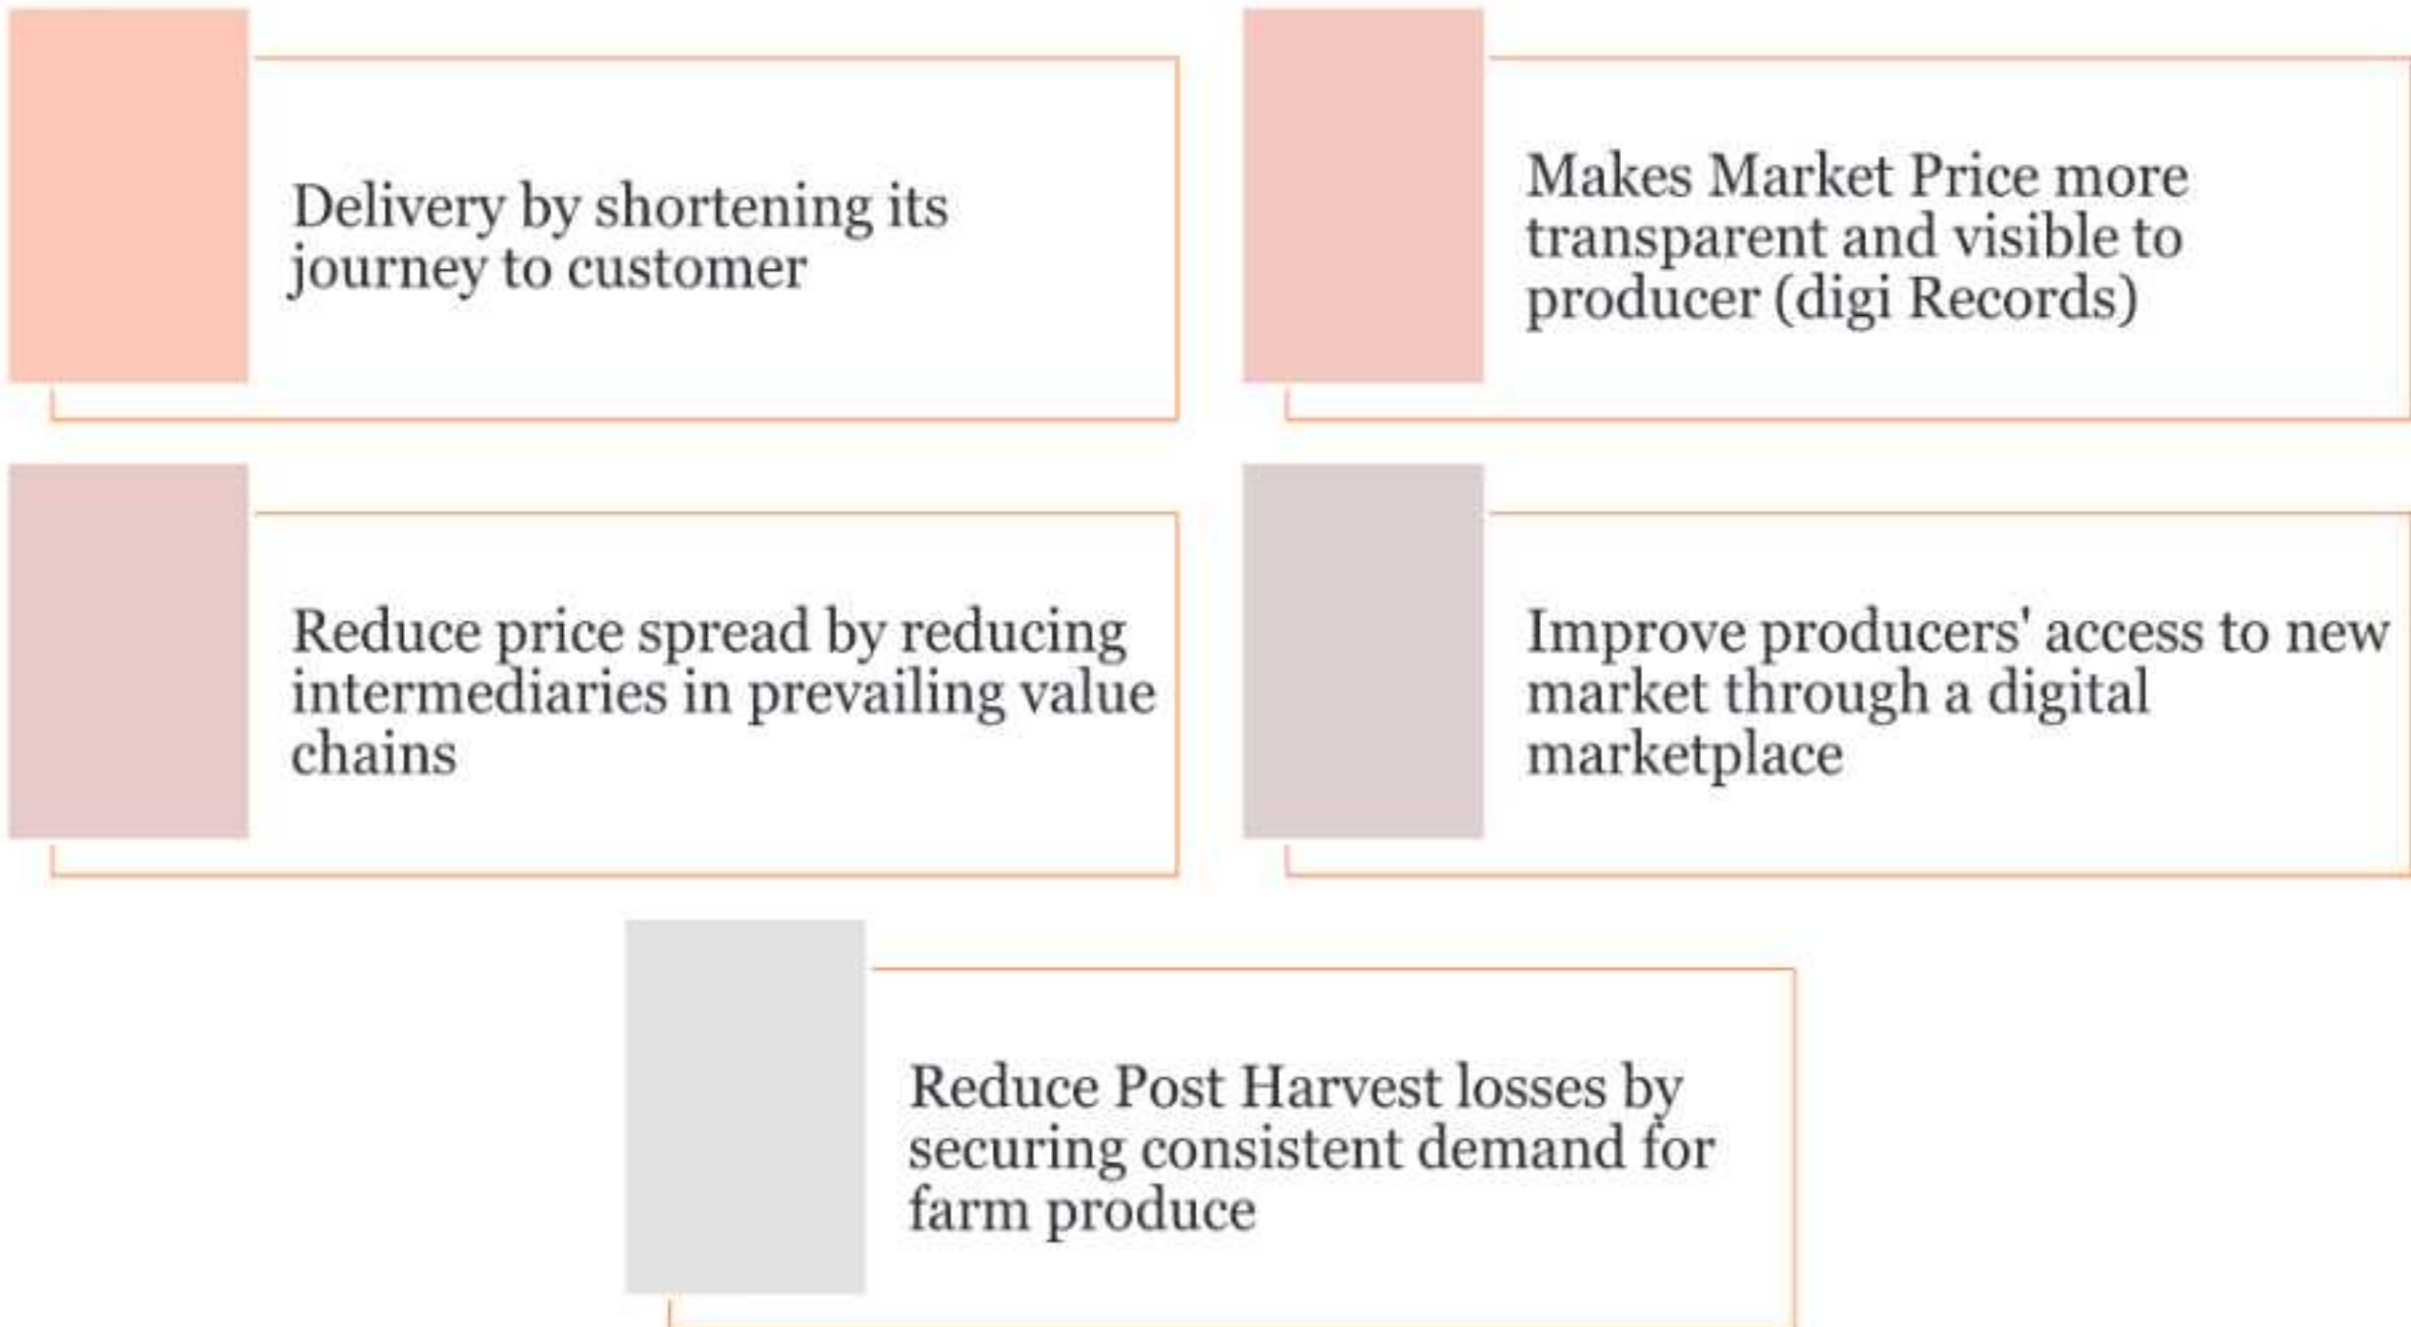 Delivery by shortening its
journey to customer
Makes Market Price more
transparent and visible to
producer (digi Records)
Reduce price spread by reducing
intermediaries in prevailing value
chains
Improve producers' access to new
market through a digital
marketplace
Reduce Post Harvest losses by
securing consistent demand for
farm produce